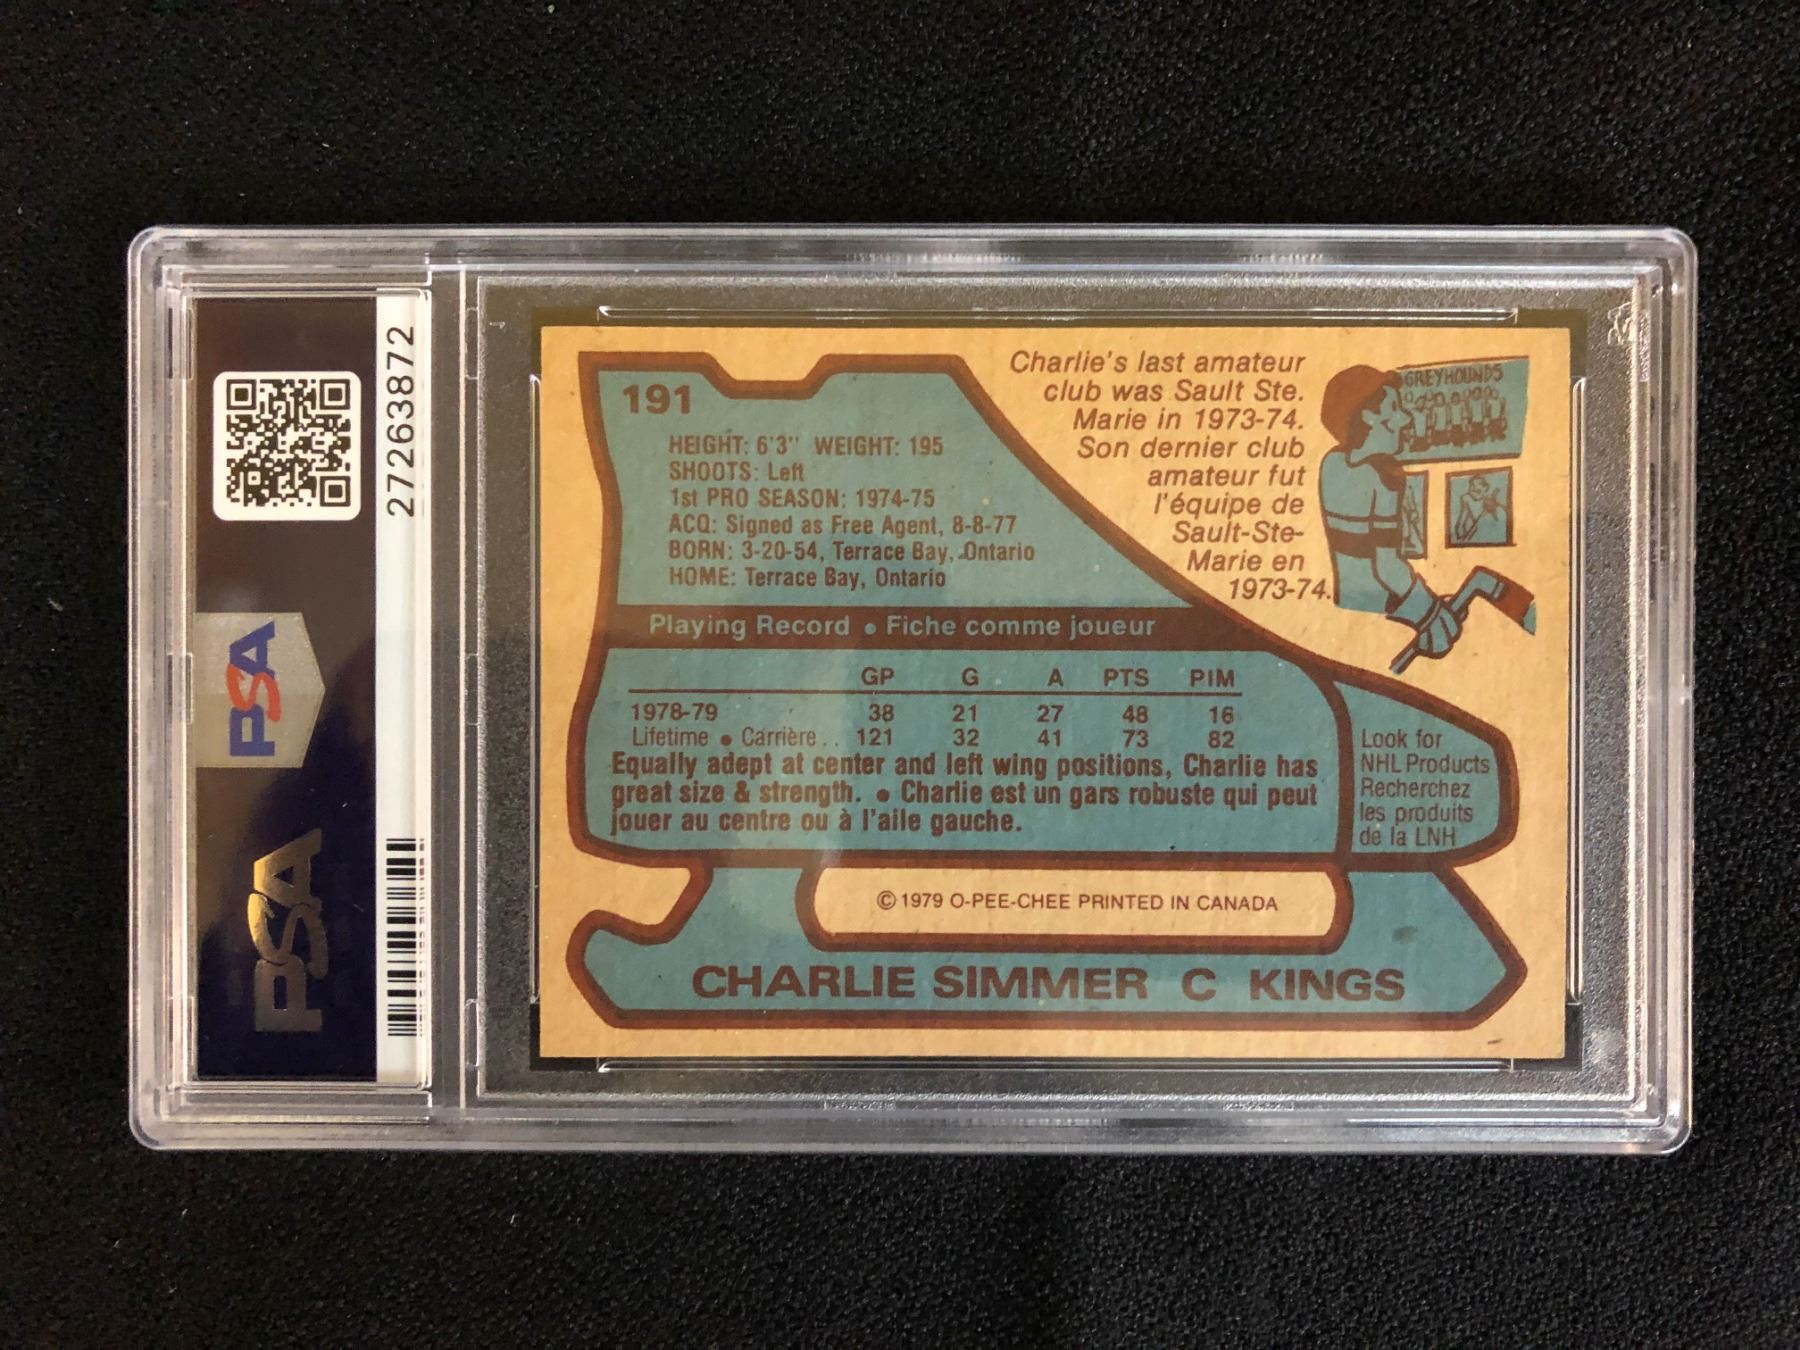 27263872
PSA
PSA
191
HEIGHT: 6'3" WEIGHT: 195
SHOOTS: Left
1st PRO SEASON: 1974-75
ACQ: Signed as Free Agent, 8-8-77
BORN: 3-20-54, Terrace Bay, Ontario
HOME: Terrace Bay, Ontario
Charlie's last amateur
club was Sault Ste.
Marie in 1973-74.
Son dernier club
amateur fut
l'équipe de
Sault-Ste-
Marie en
1973-74.
GREYHOUNDS
Playing Record • Fiche comme joueur
GP G A PTS PIM
1978-79 38 21 27 48 16
Lifetime • Carrière .. 121 32 41 73 82
Equally adept at center and left wing positions, Charlie has
great size & strength. • Charlie est un gars robuste qui peut
jouer au centre ou à l'aile gauche.
Look for
NHL Products
Recherchez
les produits
de la LNH
© 1979 O-PEE-CHEE PRINTED IN CANADA
CHARLIE SIMMER C KINGS